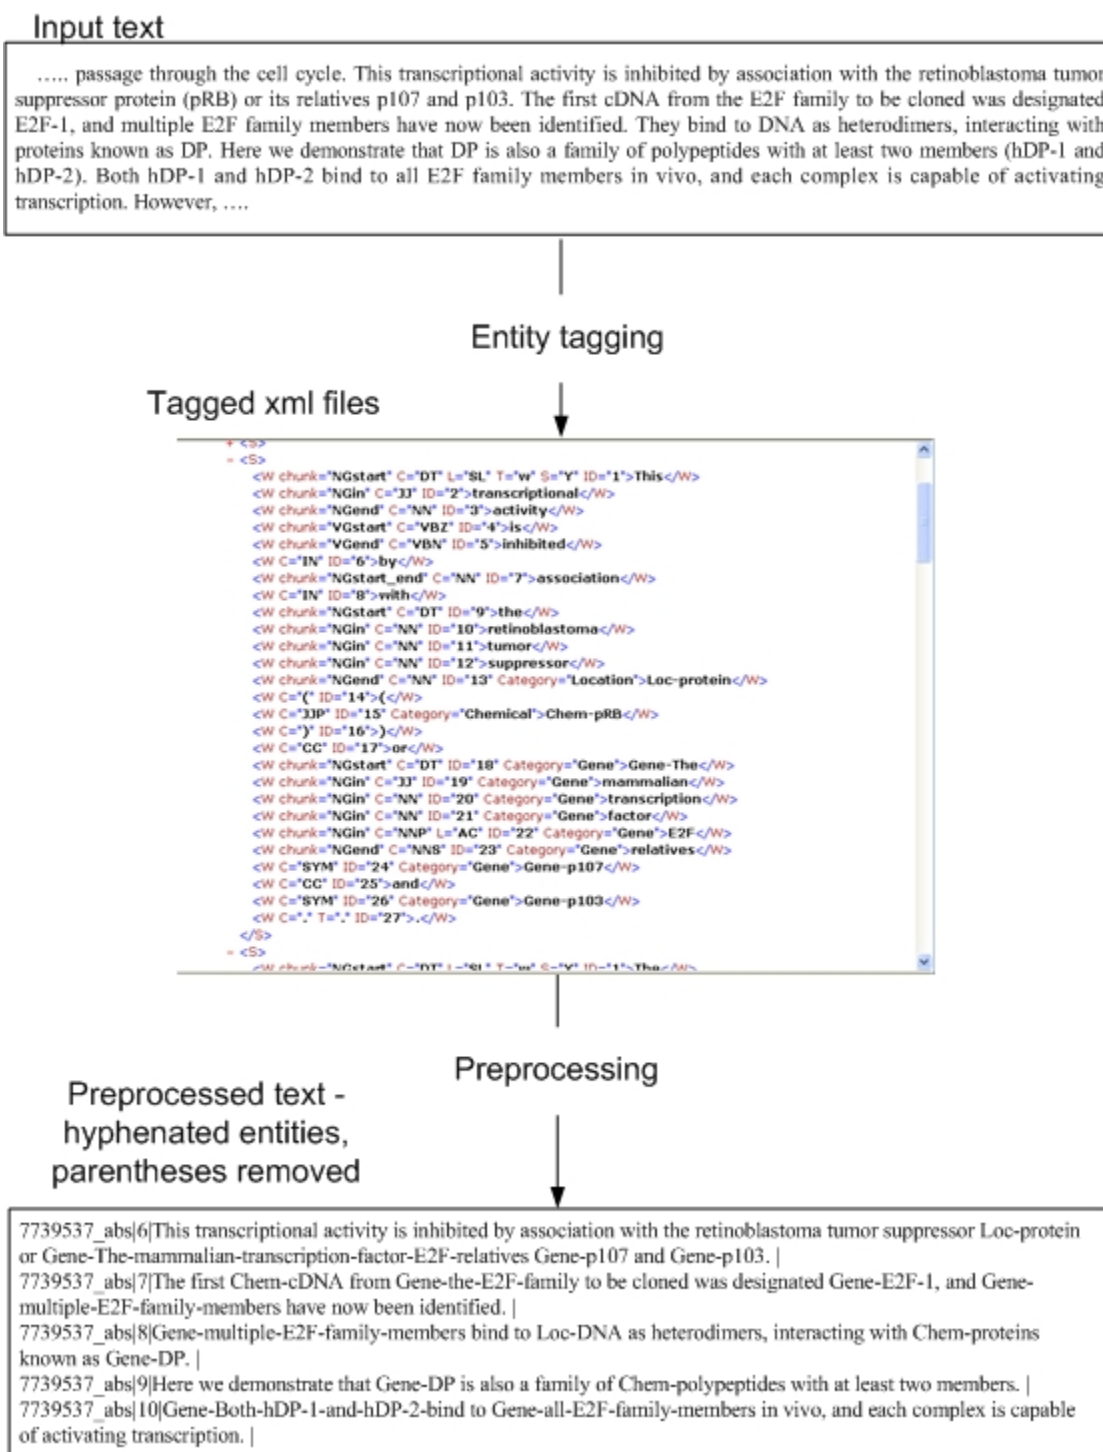 Input text
….. passage through the cell cycle. This transcriptional activity is inhibited by association with the retinoblastoma tumor
suppressor protein (pRB) or its relatives p107 and p103. The first cDNA from the E2F family to be cloned was designated
E2F-1, and multiple E2F family members have now been identified. They bind to DNA as heterodimers, interacting with
proteins known as DP. Here we demonstrate that DP is also a family of polypeptides with at least two members (hDP-1 and
hDP-2). Both hDP-1 and hDP-2 bind to all E2F family members in vivo, and each complex is capable of activating
transcription. However, ….
Entity tagging
Tagged xml files
+ <S>
- <S>
<W chunk="NGstart" C="DT" L="SL" T="w" S="Y" ID="1">This</W>
<W chunk="NGin" C="JJ" ID="2">transcriptional</W>
<W chunk="NGend" C="NN" ID="3">activity</W>
<W chunk="VGstart" C="VBZ" ID="4">is</W>
<W chunk="VGend" C="VBN" ID="5">inhibited</W>
<W C="IN" ID="6">by</W>
<W chunk="NGstart_end" C="NN" ID="7">association</W>
<W C="IN" ID="8">with</W>
<W chunk="NGstart" C="DT" ID="9">the</W>
<W chunk="NGin" C="NN" ID="10">retinoblastoma</W>
<W chunk="NGin" C="NN" ID="11">tumor</W>
<W chunk="NGin" C="NN" ID="12">suppressor</W>
<W chunk="NGend" C="NN" ID="13" Category="Location">Loc-protein</W>
<W C="(" ID="14">(</W>
<W C="JJP" ID="15" Category="Chemical">Chem-pRB</W>
<W C=")" ID="16">)</W>
<W C="CC" ID="17">or</W>
<W chunk="NGstart" C="DT" ID="18" Category="Gene">Gene-The</W>
<W chunk="NGin" C="JJ" ID="19" Category="Gene">mammalian</W>
<W chunk="NGin" C="NN" ID="20" Category="Gene">transcription</W>
<W chunk="NGin" C="NN" ID="21" Category="Gene">factor</W>
<W chunk="NGin" C="NNP" L="AC" ID="22" Category="Gene">E2F</W>
<W chunk="NGend" C="NNS" ID="23" Category="Gene">relatives</W>
<W C="SYM" ID="24" Category="Gene">Gene-p107</W>
<W C="CC" ID="25">and</W>
<W C="SYM" ID="26" Category="Gene">Gene-p103</W>
<W C="." T="." ID="27">.</W>
</S>
- <S>
<W chunk="NGstart" C="DT" L="SL" T="w" S="Y" ID="1">The</W>
Preprocessing
Preprocessed text -
hyphenated entities,
parentheses removed
7739537_abs|6|This transcriptional activity is inhibited by association with the retinoblastoma tumor suppressor Loc-protein
or Gene-The-mammalian-transcription-factor-E2F-relatives Gene-p107 and Gene-p103. |
7739537_abs|7|The first Chem-cDNA from Gene-the-E2F-family to be cloned was designated Gene-E2F-1, and Gene-
multiple-E2F-family-members have now been identified. |
7739537_abs|8|Gene-multiple-E2F-family-members bind to Loc-DNA as heterodimers, interacting with Chem-proteins
known as Gene-DP. |
7739537_abs|9|Here we demonstrate that Gene-DP is also a family of Chem-polypeptides with at least two members. |
7739537_abs|10|Gene-Both-hDP-1-and-hDP-2-bind to Gene-all-E2F-family-members in vivo, and each complex is capable
of activating transcription. |